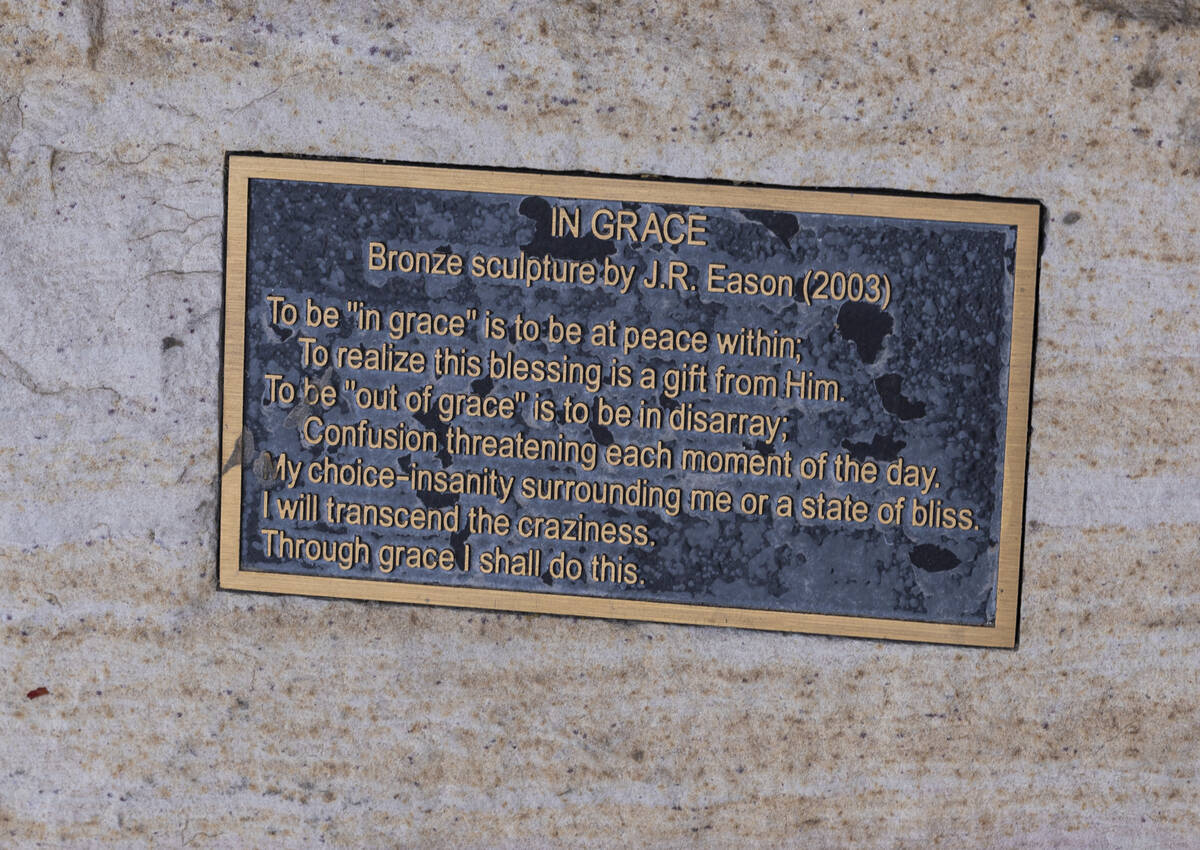 IN GRACE
Bronze sculpture by J.R. Eason (2003)
To be "in grace" is to be at peace within;
To realize this blessing is a gift from Him.
To be "out of grace" is to be in disarray;
Confusion threatening each moment of the day.
My choice-insanity surrounding me or a state of bliss.
I will transcend the craziness.
Through grace I shall do this.